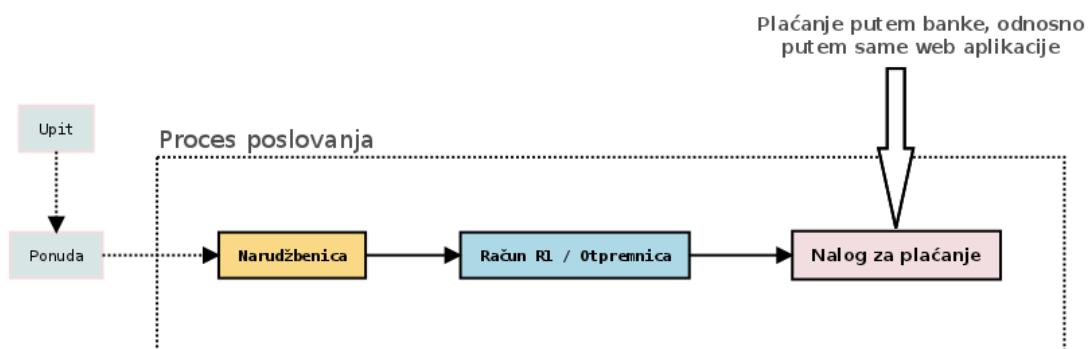 Plaćanje putem banke, odnosno
putem same web aplikacije
Upit
Proces poslovanja
Ponuda
Narudžbenica
Račun R1 / Otpremnica
Nalog za plaćanje